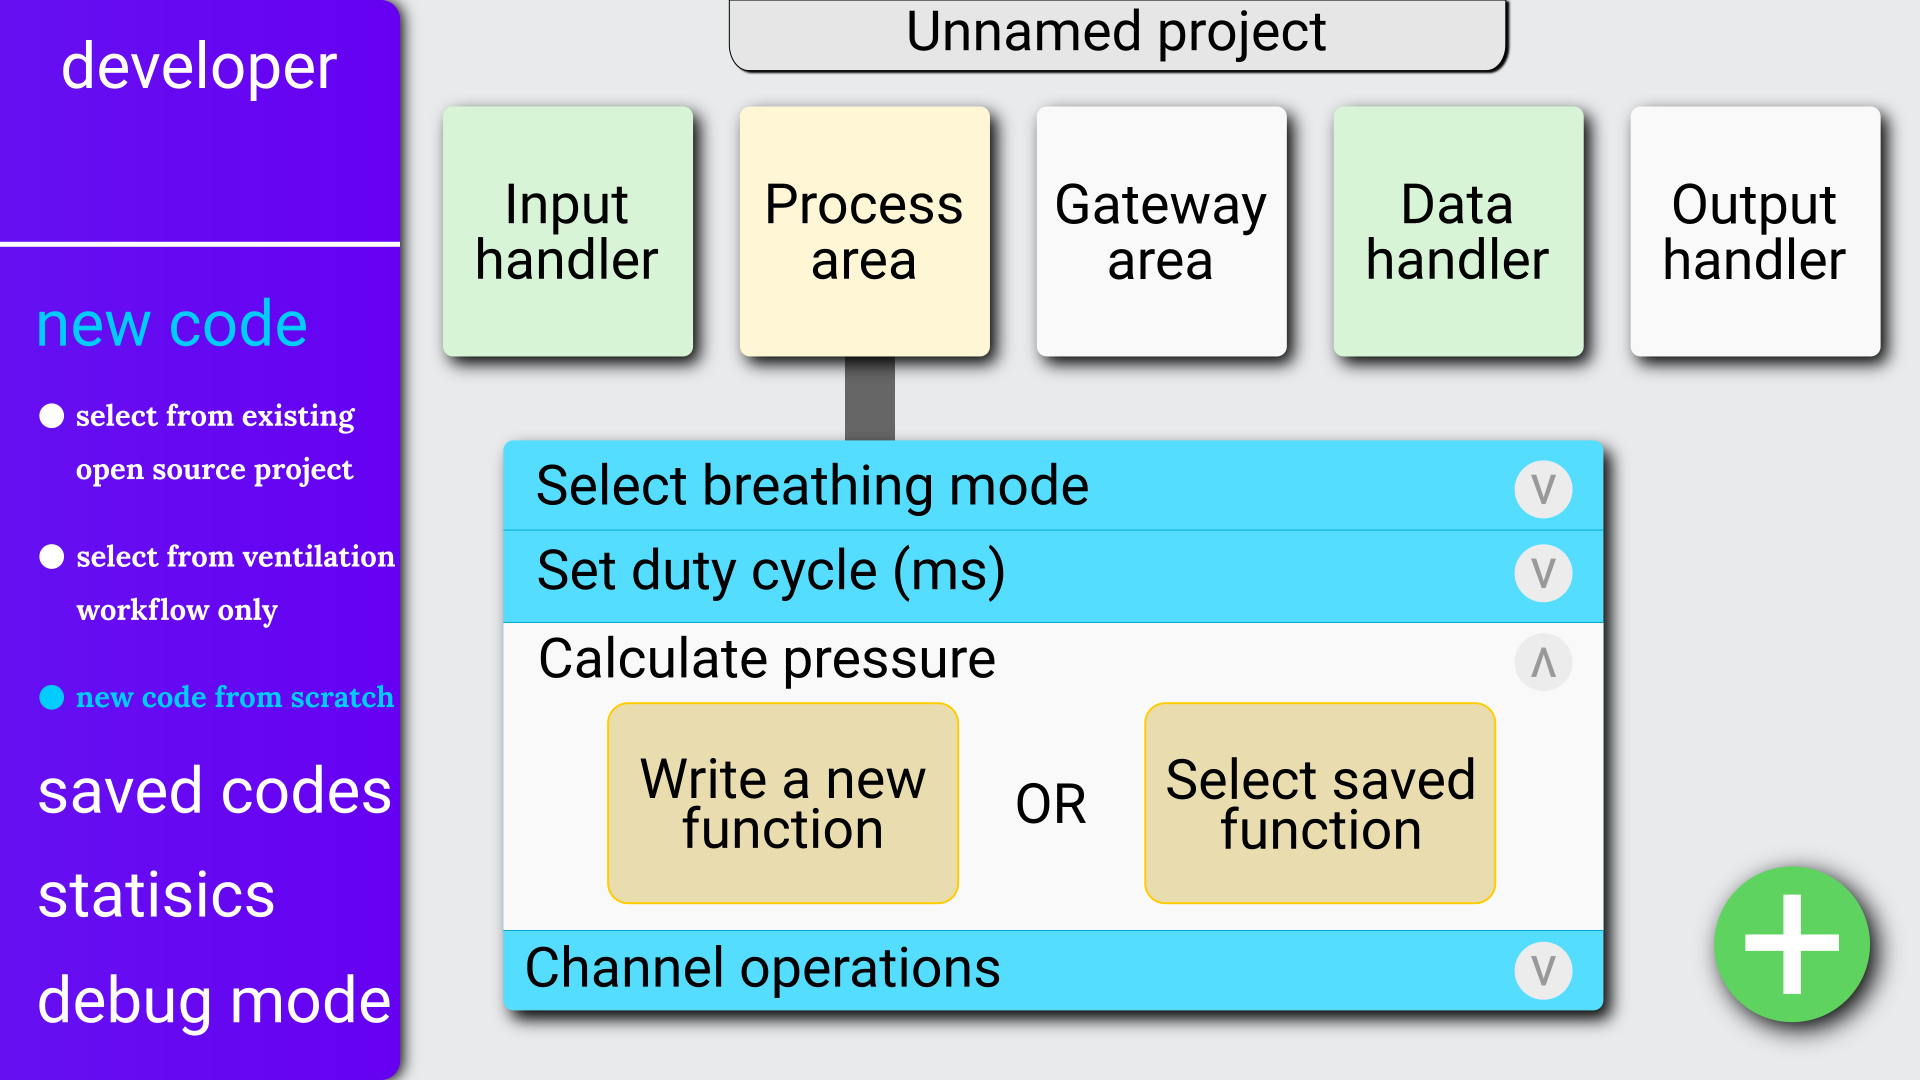 developer
new code
select from existing
open source project
select from ventilation
workflow only
new code from scratch
saved codes
statisics
debug mode
Unnamed project
Input
handler
Process
area
Gateway
area
Data
handler
Output
handler
Select breathing mode
V
Set duty cycle (ms)
V
Calculate pressure
Write a new
function
OR
Select saved
function
Channel operations
V